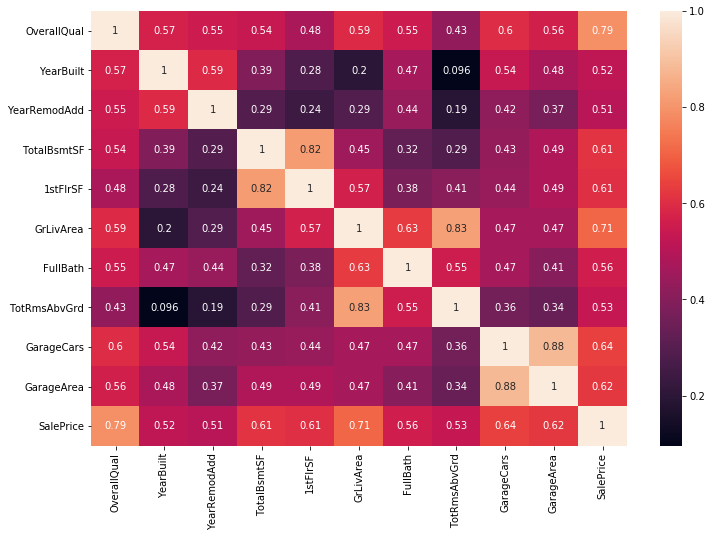 OverallQual 1 0.57 0.55 0.54 0.48 0.59 0.55 0.43 0.6 0.56 0.79
YearBuilt 0.57 1 0.59 0.39 0.28 0.2 0.47 0.096 0.54 0.48 0.52
YearRemodAdd 0.55 0.59 1 0.29 0.24 0.29 0.44 0.19 0.42 0.37 0.51
TotalBsmtSF 0.54 0.39 0.29 1 0.82 0.45 0.32 0.29 0.43 0.49 0.61
1stFlrSF 0.48 0.28 0.24 0.82 1 0.57 0.38 0.41 0.44 0.49 0.61
GrLivArea 0.59 0.2 0.29 0.45 0.57 1 0.63 0.83 0.47 0.47 0.71
FullBath 0.55 0.47 0.44 0.32 0.38 0.63 1 0.55 0.47 0.41 0.56
TotRmsAbvGrd 0.43 0.096 0.19 0.29 0.41 0.83 0.55 1 0.36 0.34 0.53
GarageCars 0.6 0.54 0.42 0.43 0.44 0.47 0.47 0.36 1 0.88 0.64
GarageArea 0.56 0.48 0.37 0.49 0.49 0.47 0.41 0.34 0.88 1 0.62
SalePrice 0.79 0.52 0.51 0.61 0.61 0.71 0.56 0.53 0.64 0.62 1
OverallQual
YearBuilt
YearRemodAdd
TotalBsmtSF
1stFlrSF
GrLivArea
FullBath
TotRmsAbvGrd
GarageCars
GarageArea
SalePrice
1.0
0.8
0.6
0.4
0.2